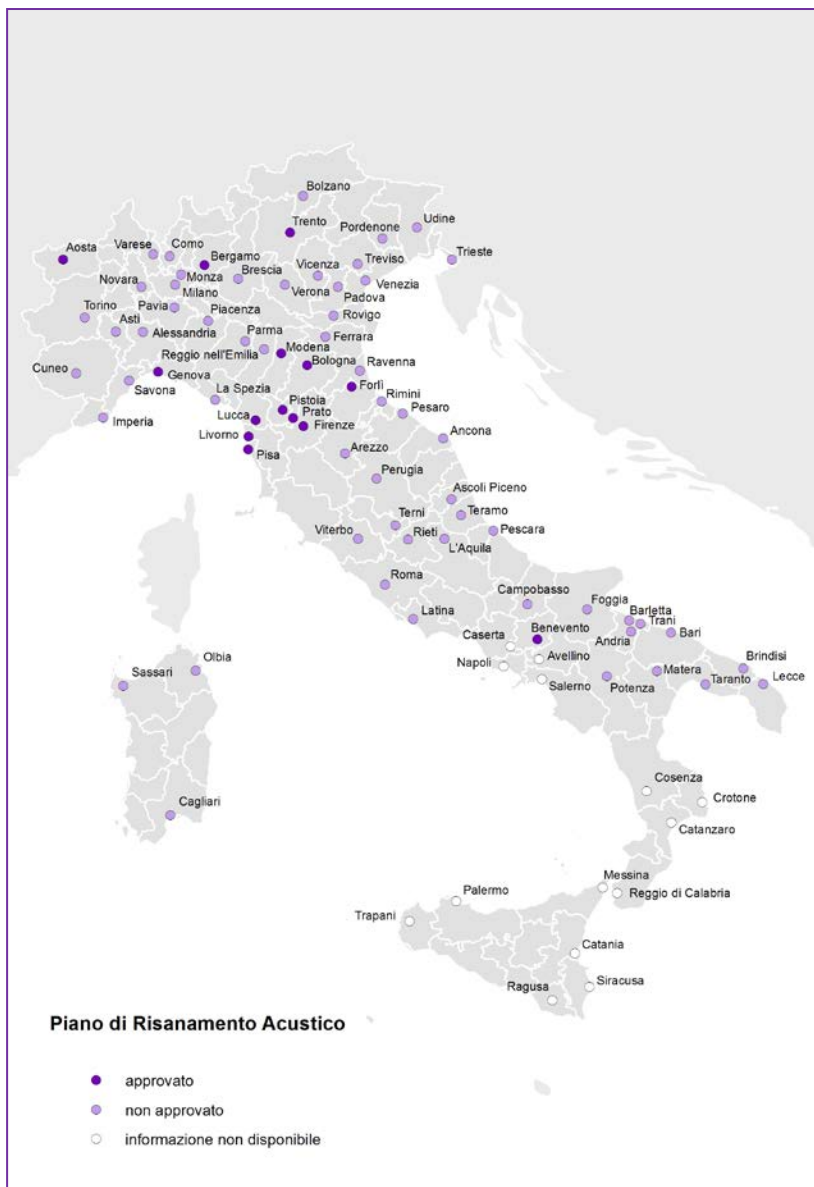 Bolzano
Trento
Udine
Pordenone
Aosta
Varese
Como
Bergamo
Vicenza
Treviso
Trieste
Novara
Monza
Brescia
Milano
Verona
Padova
Venezia
Torino
Pavia
Piacenza
Rovigo
Asti
Alessandria
Parma
Modena
Ferrara
Reggio nell'Emilia
Bologna
Ravenna
Cuneo
Genova
Savona
La Spezia
Forlì
Rimini
Imperia
Pistoia
Lucca
Prato
Pesaro
Firenze
Livorno
Ancona
Pisa
Arezzo
Perugia
Ascoli Piceno
Terni
Teramo
Viterbo
Rieti
Pescara
L'Aquila
Roma
Campobasso
Foggia
Latina
Barletta
Trani
Caserta
Benevento
Andria
Bari
Olbia
Napoli
Avellino
Brindisi
Sassari
Salerno
Matera
Potenza
Taranto
Lecce
Cagliari
Cosenza
Crotone
Catanzaro
Messina
Palermo
Reggio di Calabria
Trapani
Catania
Ragusa
Siracusa
Piano di Risanamento Acustico
approvato
non approvato
informazione non disponibile